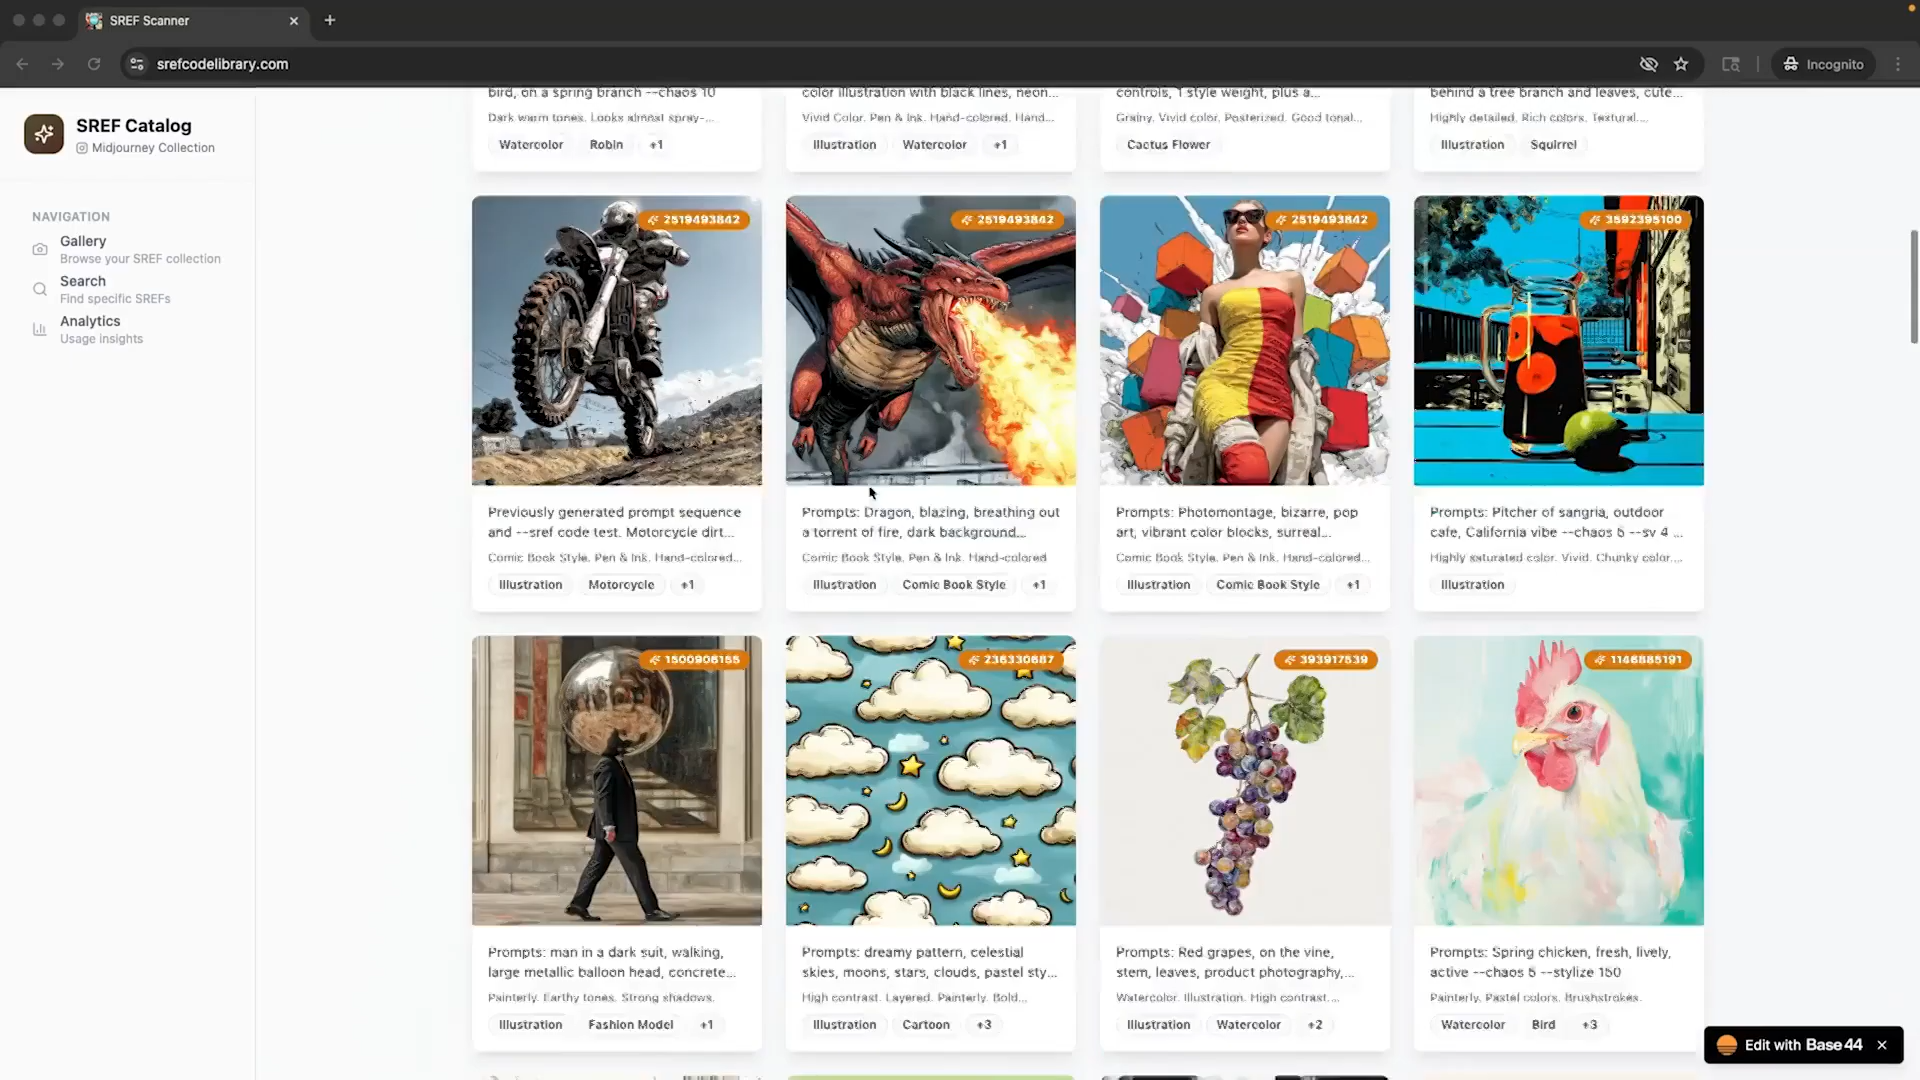 SREF Scanner
srefcodelibrary.com
Incognito
SREF Catalog
Midjourney Collection
NAVIGATION
Gallery
Browse your SREF collection
Search
Find specific SREFs
Analytics
Usage insights
bird, on a spring branch --chaos 10
Dark warm tones. Looks almost spray-...
Watercolor Robin +1
color illustration with black lines, neon...
Vivid Color. Pen & Ink. Hand-colored. Hand...
Illustration Watercolor +1
controls, 1 style weight, plus a...
Grainy. Vivid color. Posterized. Good tonal...
Cactus Flower
behind a tree branch and leaves, cute...
Highly detailed. Rich colors. Textural....
Illustration Squirrel
2519493842
Previously generated prompt sequence
and --sref code test. Motorcycle dirt...
Comic Book Style. Pen & Ink. Hand-colored...
Illustration Motorcycle +1
2519493842
Prompts: Dragon, blazing, breathing out
a torrent of fire, dark background...
Comic Book Style. Pen & Ink. Hand-colored
Illustration Comic Book Style +1
2519493842
Prompts: Photomontage, bizarre, pop
art, vibrant color blocks, surreal...
Comic Book Style. Pen & Ink. Hand-colored...
Illustration Comic Book Style +1
3592395100
Prompts: Pitcher of sangria, outdoor
cafe, California vibe --chaos 5 --sv 4 ...
Highly saturated color. Vivid. Chunky color....
Illustration
1500906155
Prompts: man in a dark suit, walking,
large metallic balloon head, concrete...
Painterly. Earthy tones. Strong shadows.
Illustration Fashion Model +1
236330687
Prompts: dreamy pattern, celestial
skies, moons, stars, clouds, pastel sty...
High contrast. Layered. Painterly. Bold...
Illustration Cartoon +3
393917539
Prompts: Red grapes, on the vine,
stem, leaves, product photography,...
Watercolor. Illustration. High contrast....
Illustration Watercolor +2
1146885191
Prompts: Spring chicken, fresh, lively,
active --chaos 5 --stylize 150
Painterly. Pastel colors. Brushstrokes.
Watercolor Bird +3
Edit with Base44